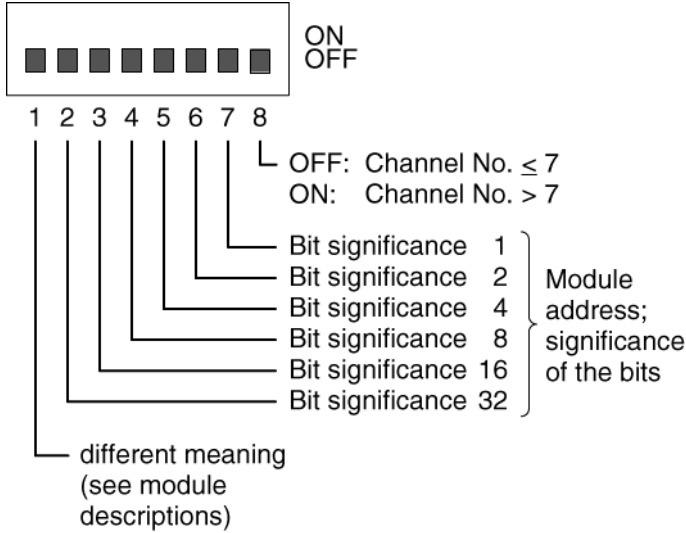 ON
OFF
1 2 3 4 5 6 7 8
OFF: Channel No. ≤ 7
ON: Channel No. > 7
Bit significance 1
Bit significance 2
Bit significance 4
Bit significance 8
Bit significance 16
Bit significance 32
Module
address;
significance
of the bits
different meaning
(see module
descriptions)